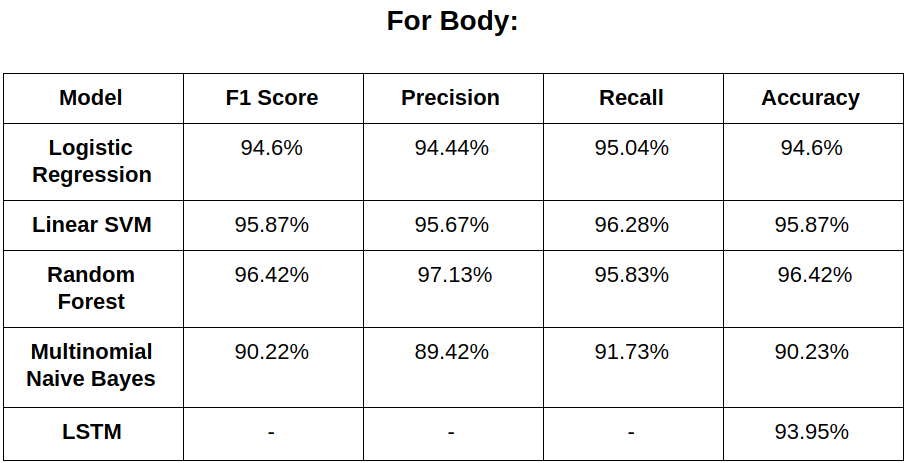 For Body:
Model F1 Score Precision Recall Accuracy
Logistic Regression 94.6% 94.44% 95.04% 94.6%
Linear SVM 95.87% 95.67% 96.28% 95.87%
Random Forest 96.42% 97.13% 95.83% 96.42%
Multinomial Naive Bayes 90.22% 89.42% 91.73% 90.23%
LSTM - - - 93.95%